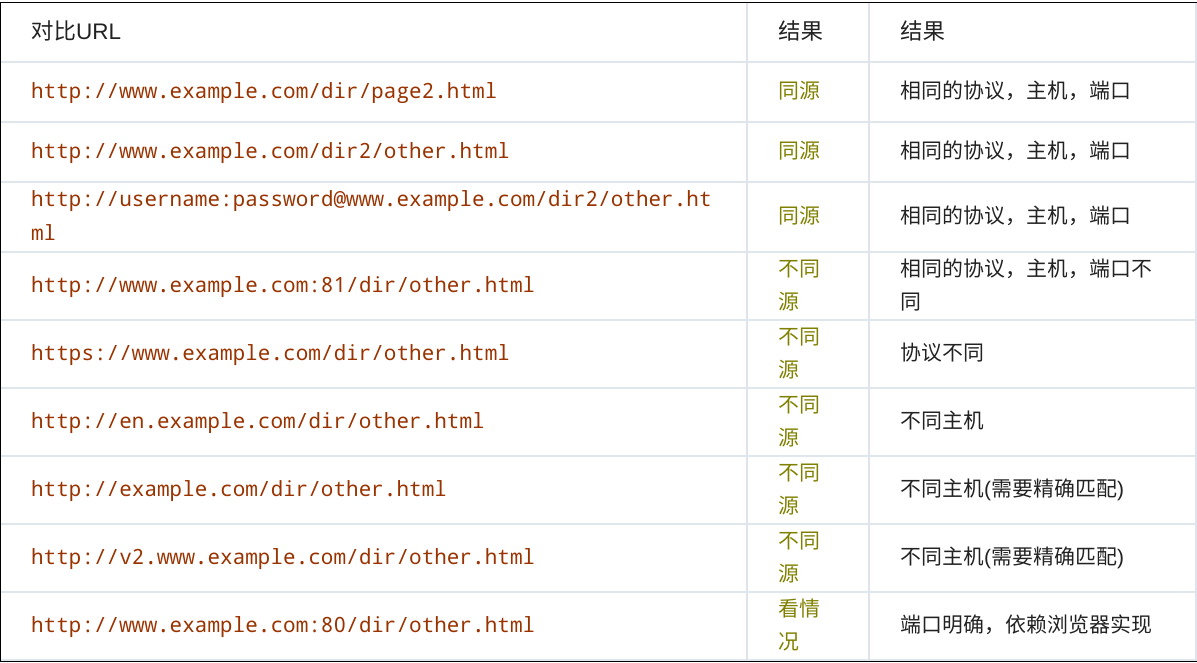 对比URL 结果 结果
http://www.example.com/dir/page2.html 同源 相同的协议，主机，端口
http://www.example.com/dir2/other.html 同源 相同的协议，主机，端口
http://username:password@www.example.com/dir2/other.ht
ml
同源
相同的协议，主机，端口
http://www.example.com:81/dir/other.html
不同
源
相同的协议，主机，端口不
同
https://www.example.com/dir/other.html
不同
源
协议不同
http://en.example.com/dir/other.html
不同
源
不同主机
http://example.com/dir/other.html
不同
源
不同主机(需要精确匹配)
http://v2.www.example.com/dir/other.html
不同
源
不同主机(需要精确匹配)
http://www.example.com:80/dir/other.html
看情
况
端口明确，依赖浏览器实现